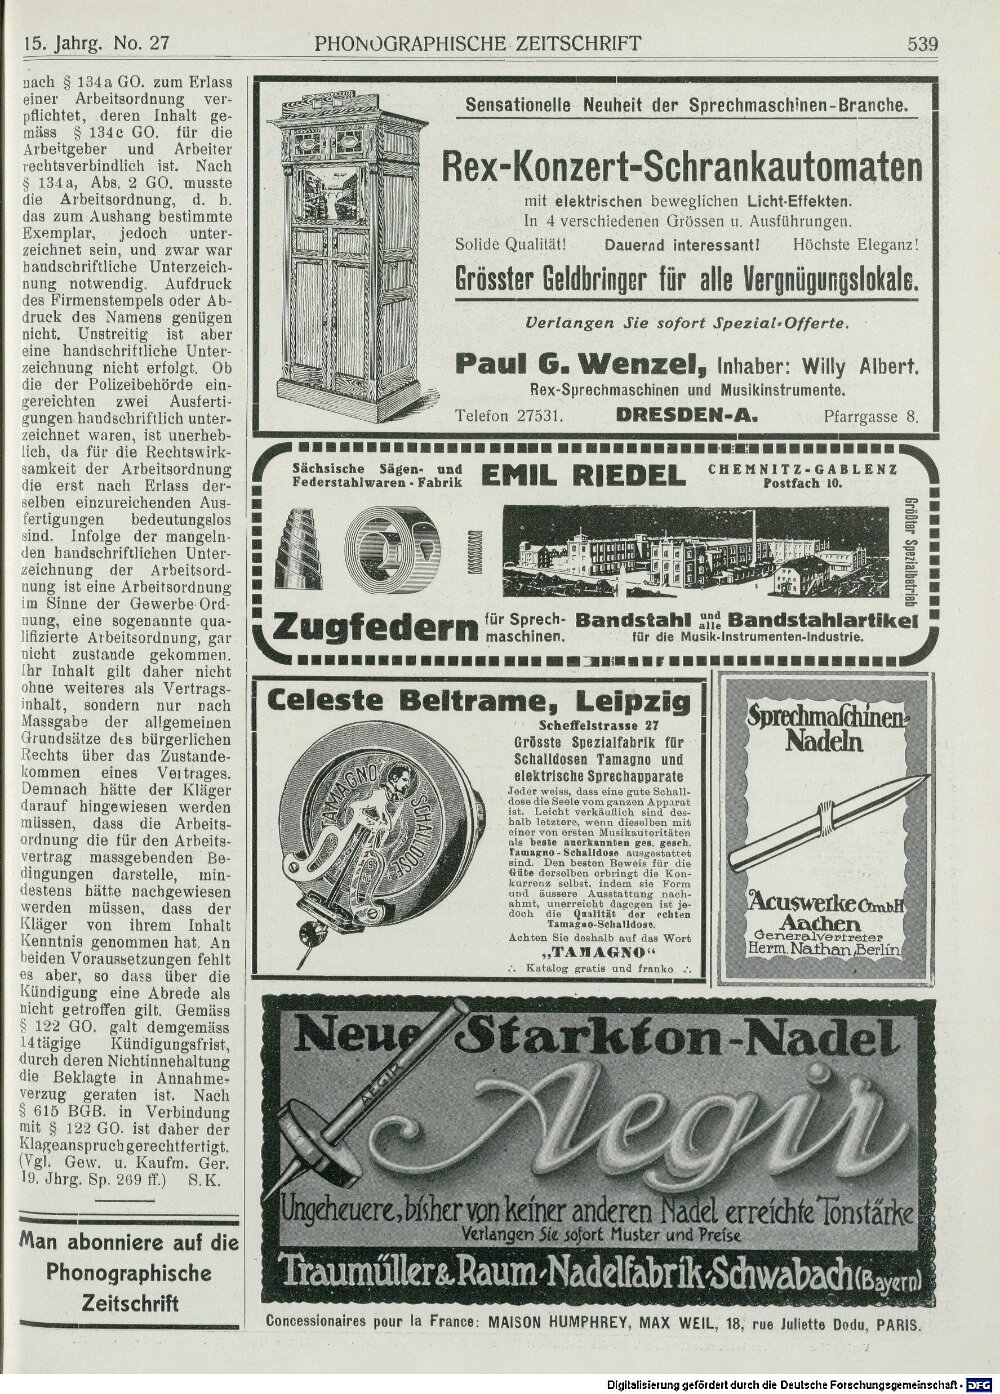 15. Jahrg. No. 27
PHONOGRAPHISCHE ZEITSCHRIFT
539
nach § 134a GO. zum Erlass
einer Arbeitsordnung ver-
pflichtet, deren Inhalt ge-
mäss § 134c GO. für die
Arbeitgeber und Arbeiter
rechtsverbindlich ist. Nach
§ 134a, Abs. 2 GO. musste
die Arbeitsordnung, d. h.
das zum Aushang bestimmte
Exemplar, jedoch unter-
zeichnet sein, und zwar war
handschriftliche Unterzeich-
nung notwendig. Aufdruck
des Firmenstempels oder Ab-
druck des Namens genügen
nicht. Unstreitig ist aber
eine handschriftliche Unter-
zeichnung nicht erfolgt. Ob
die der Polizeibehörde ein-
gereichten zwei Ausferti-
gungen handschriftlich unter-
zeichnet waren, ist unerheb-
lich, da für die Rechtswirk-
samkeit der Arbeitsordnung
die erst nach Erlass der-
selben einzureichenden Aus-
fertigungen bedeutungslos
sind. Infolge der mangeln-
den handschriftlichen Unter-
zeichnung der Arbeitsord-
nung ist eine Arbeitsordnung
im Sinne der Gewerbe-Ord-
nung, eine sogenannte qua-
lifizierte Arbeitsordnung, gar
nicht zustande gekommen.
Ihr Inhalt gilt daher nicht
ohne weiteres als Vertrags-
inhalt, sondern nur nach
Massgabe der allgemeinen
Grundsätze des bürgerlichen
Rechts über das Zustande-
kommen eines Vertrages.
Demnach hätte der Kläger
darauf hingewiesen werden
müssen, dass die Arbeits-
ordnung die für den Arbeits-
vertrag massgebenden Be-
dingungen darstelle, min-
destens hätte nachgewiesen
werden müssen, dass der
Kläger von ihrem Inhalt
Kenntnis genommen hat. An
beiden Voraussetzungen fehlt
es aber, so dass über die
Kündigung eine Abrede als
nicht getroffen gilt. Gemäss
§ 122 GO. galt demgemäss
14tägige Kündigungsfrist,
durch deren Nichtinnehaltung
die Beklagte in Annahme-
verzug geraten ist. Nach
§ 615 BGB. in Verbindung
mit § 122 GO. ist daher der
Klageanspruch gerechtfertigt.
(Vgl. Gew. u. Kaufm. Ger.
19. Jhrg. Sp. 269 ff.) S. K.
Man abonniere auf die
Phonographische
Zeitschrift
Sensationelle Neuheit der Sprechmaschinen-Branche.
Rex-Konzert-Schrankautomaten
mit elektrischen beweglichen Licht-Effekten.
In 4 verschiedenen Grössen u. Ausführungen.
Solide Qualität! Dauernd interessant! Höchste Eleganz!
Grösster Geldbringer für alle Vergnügungslokale.
Verlangen Sie sofort Spezial-Offerte.
Paul G. Wenzel, Inhaber: Willy Albert.
Rex-Sprechmaschinen und Musikinstrumente.
Telefon 27531. DRESDEN-A. Pfarrgasse 8.
Sächsische Sägen- und
Federstahlwaren-Fabrik
EMIL RIEDEL
CHEMNITZ-GABLENZ
Postfach 10.
Größter Spezialbetrieb
Zugfedern
für Sprech-
maschinen.
Bandstahl und alle Bandstahlartikel
für die Musik-Instrumenten-Industrie.
Celeste Beltrame, Leipzig
Scheffelstrasse 27
TAMAGNO SCHALLDOSE
Grösste Spezialfabrik für
Schalldosen Tamagno und
elektrische Sprechapparate
Jeder weiss, dass eine gute Schall-
dose die Seele vom ganzen Apparat
ist. Leicht verkäuflich sind des-
halb letztere, wenn dieselben mit
einer von ersten Musikautoritäten
als beste anerkannten ges. gesch.
Tamagno-Schalldose ausgestattet
sind. Den besten Beweis für die
Güte derselben erbringt die Kon-
kurrenz selbst, indem sie Form
und äussere Ausstattung nach-
ahmt, unerreicht dagegen ist je-
doch die Qualität der echten
Tamagno-Schalldose.
Achten Sie deshalb auf das Wort
„TAMAGNO“
∴ Katalog gratis und franko ∴
Sprechmaschinen-
Nadeln
Acuswerke GmbH
Aachen
Generalvertreter
Herm. Nathan, Berlin
Neue Starkton-Nadel
AEGIR
Aegir
Ungeheuere, bisher von keiner anderen Nadel erreichte Tonstärke
Verlangen Sie sofort Muster und Preise
Traumüller & Raum-Nadelfabrik-Schwabach (Bayern)
Concessionaires pour la France: MAISON HUMPHREY, MAX WEIL, 18, rue Juliette Dodu, PARIS.
Digitalisierung gefördert durch die Deutsche Forschungsgemeinschaft - DFG